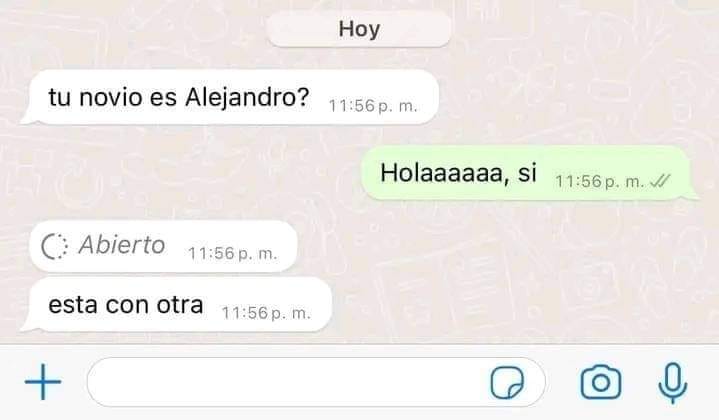 Hoy
tu novio es Alejandro? 11:56 p. m.
Holaaaaaa, si 11:56 p. m.
Abierto 11:56 p. m.
esta con otra 11:56 p. m.